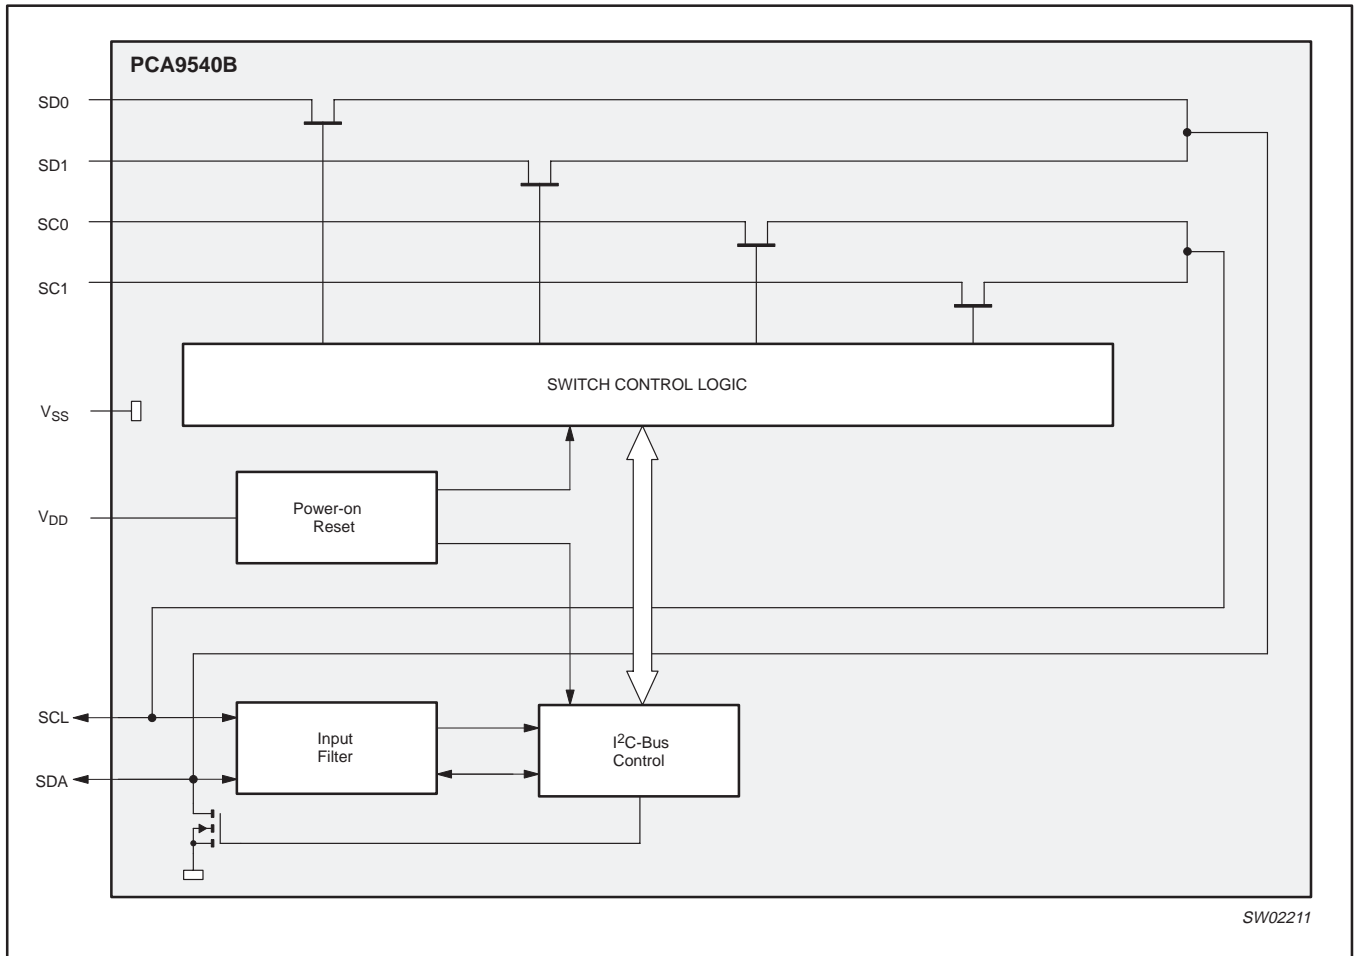 PCA9540B
SD0
SD1
SC0
SC1
SWITCH CONTROL LOGIC
VSS
Power-on
Reset
VDD
SCL
Input
Filter
I2C-Bus
Control
SDA
SW02211